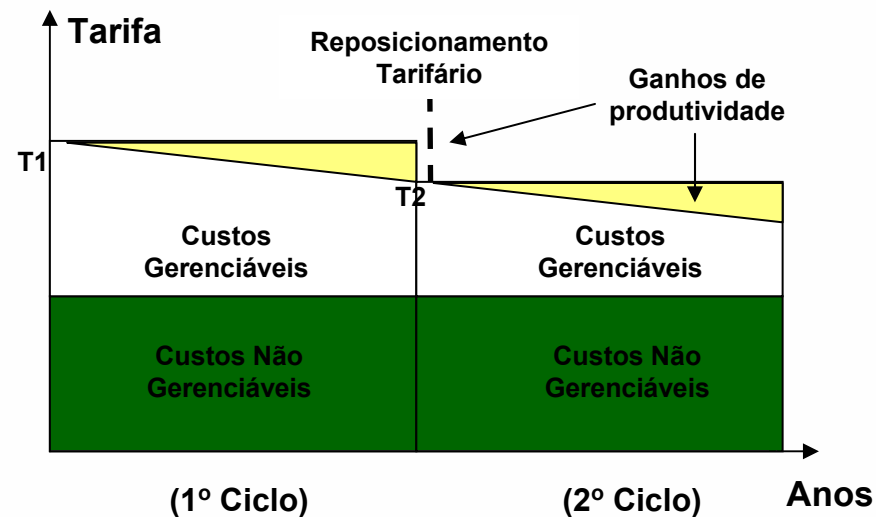 Tarifa
Reposicionamento
Tarifário
Ganhos de
produtividade
T1
T2
Custos
Gerenciáveis
Custos
Gerenciáveis
Custos Não
Gerenciáveis
Custos Não
Gerenciáveis
(1º Ciclo)
(2º Ciclo)
Anos